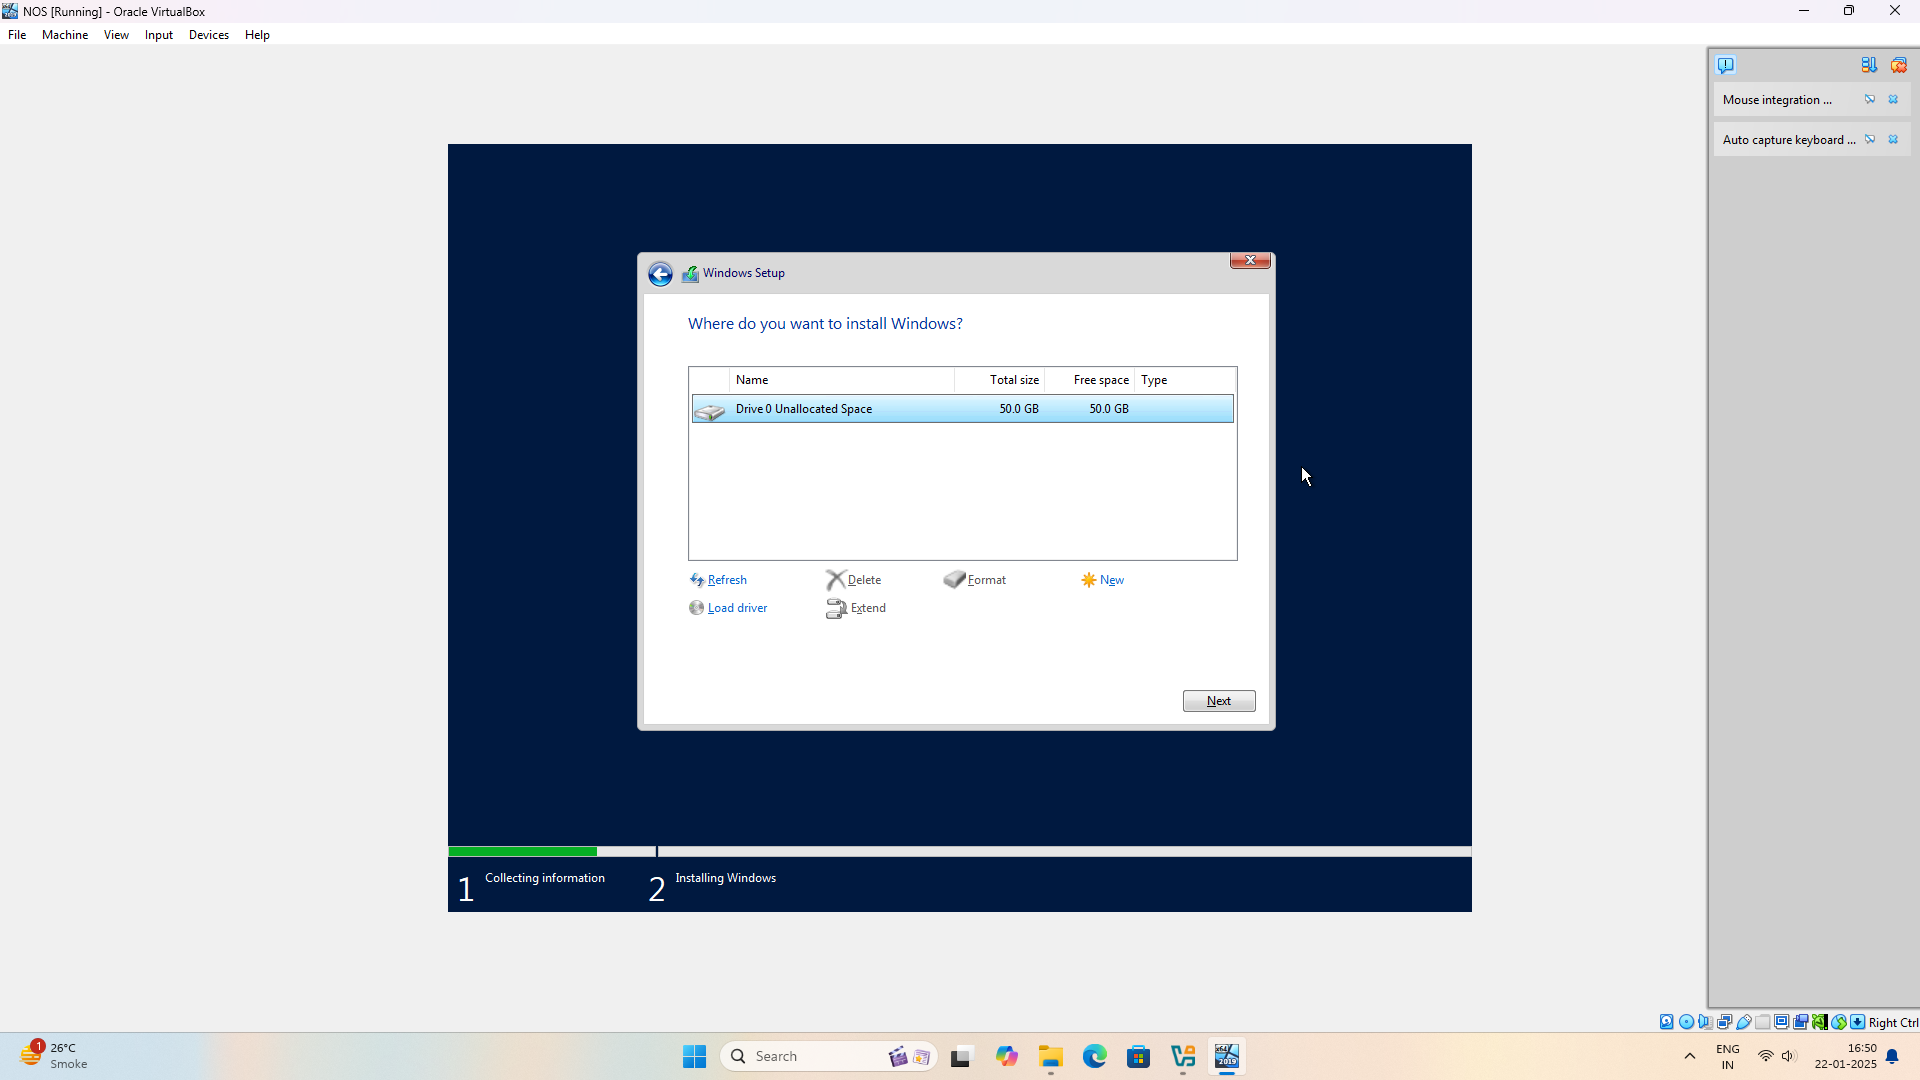 NOS [Running] - Oracle VirtualBox
File Machine View Input Devices Help
Mouse integration ...
Auto capture keyboard ...
Windows Setup
Where do you want to install Windows?
Name Total size Free space Type
Drive 0 Unallocated Space 50.0 GB 50.0 GB
Refresh Delete Format New
Load driver Extend
Next
1 Collecting information 2 Installing Windows
Right Ctrl
1
26°C
Smoke
Search
x64
2019
ENG
IN
16:50
22-01-2025